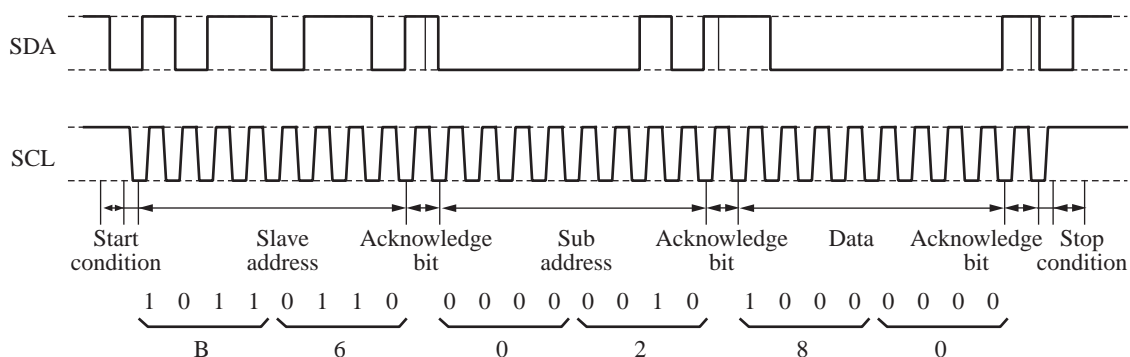 SDA
SCL
Start condition
Slave address
Acknowledge bit
Sub address
Acknowledge bit
Data
Acknowledge bit
Stop condition
1 0 1 1 0 1 1 0 0 0 0 0 0 0 1 0 1 0 0 0 0 0 0 0
B 6 0 2 8 0